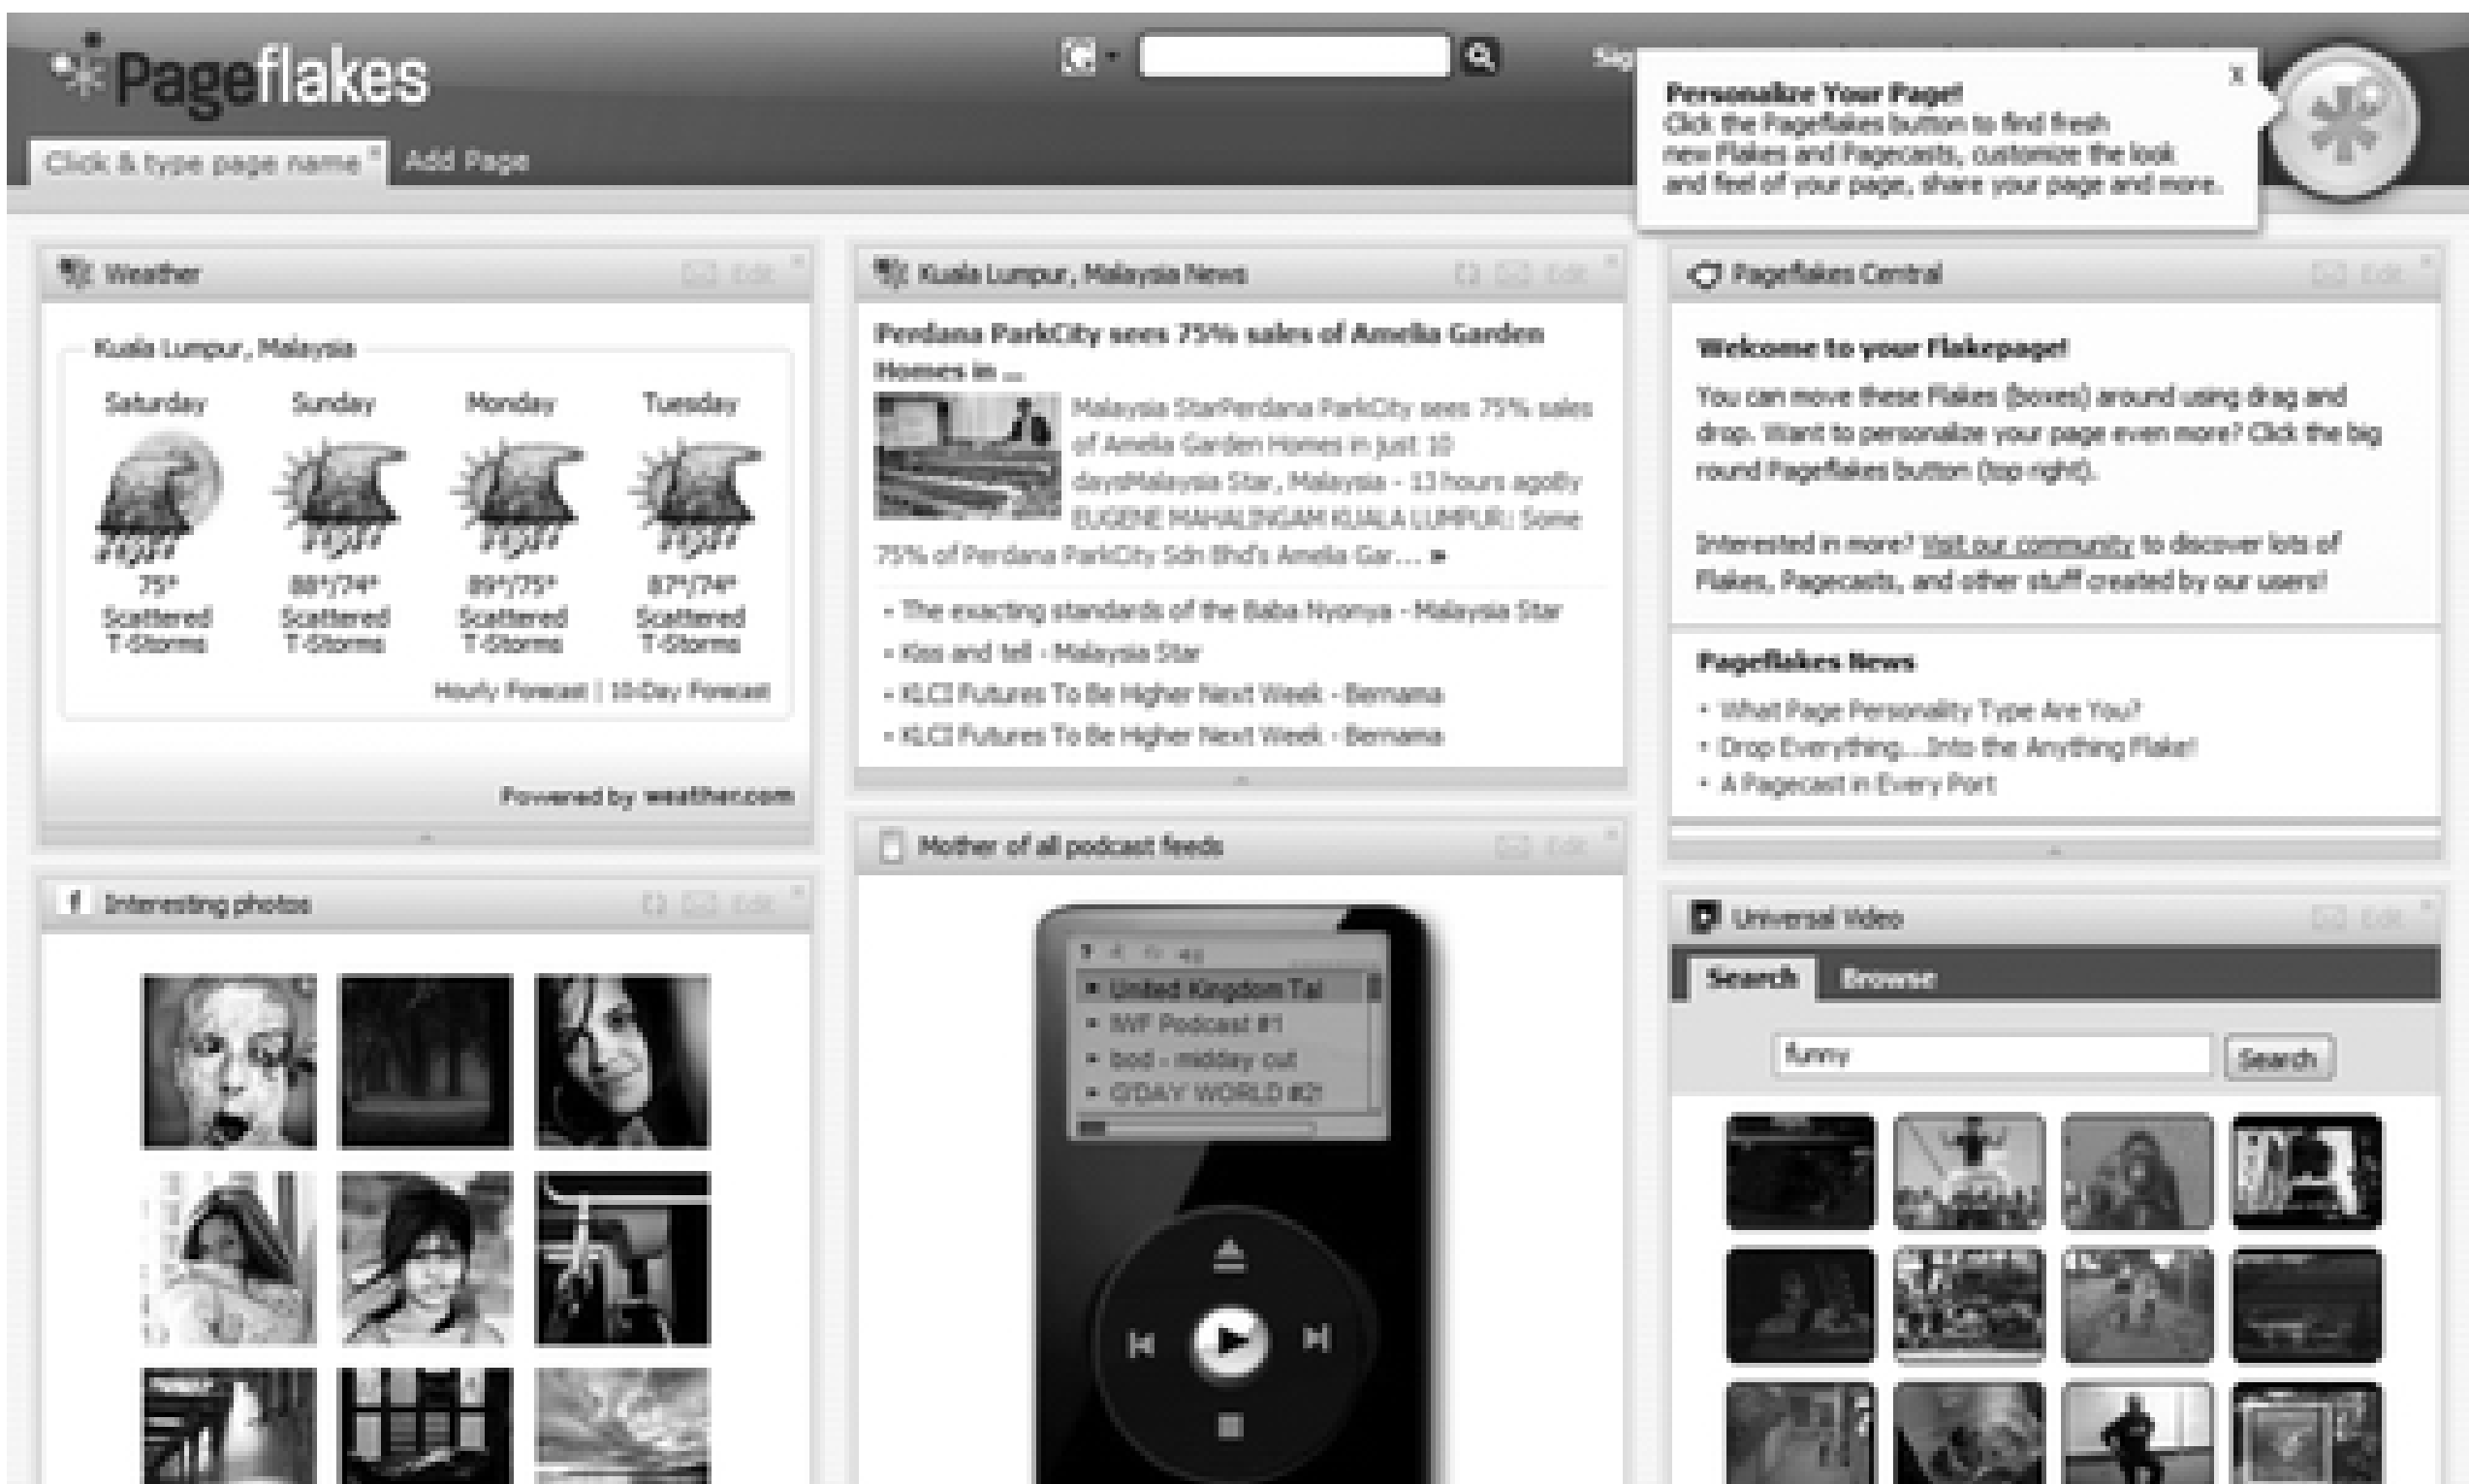 Pageflakes
Click & type page name
Add Page
Personalize Your Page!
Click the Pageflakes button to find fresh
new Flakes and Pagecasts, customize the look
and feel of your page, share your page and more.
x
Weather
Edit
Kuala Lumpur, Malaysia
Saturday Sunday Monday Tuesday
75° 88°/74° 89°/75° 87°/74°
Scattered Scattered Scattered Scattered
T-Storms T-Storms T-Storms T-Storms
Hourly Forecast | 10-Day Forecast
Powered by weather.com
Interesting photos
Edit
Kuala Lumpur, Malaysia News
Edit
Perdana ParkCity sees 75% sales of Amelia Garden
Homes in ...
Malaysia StarPerdana ParkCity sees 75% sales
of Amelia Garden Homes in just 10
daysMalaysia Star, Malaysia - 13 hours agoBy
EUGENE MAHALINGAM KUALA LUMPUR: Some
75% of Perdana ParkCity Sdn Bhd's Amelia Gar... »
• The exacting standards of the Baba Nyonya - Malaysia Star
• Kiss and tell - Malaysia Star
• KLCI Futures To Be Higher Next Week - Bernama
• KLCI Futures To Be Higher Next Week - Bernama
Mother of all podcast feeds
Edit
United Kingdom Tal
IWF Podcast #1
bod - midday cut
G'DAY WORLD #2!
Pageflakes Central
Edit
Welcome to your Flakepage!
You can move these Flakes (boxes) around using drag and
drop. Want to personalize your page even more? Click the big
round Pageflakes button (top right).
Interested in more? Visit our community to discover lots of
Flakes, Pagecasts, and other stuff created by our users!
Pageflakes News
• What Page Personality Type Are You?
• Drop Everything...Into the Anything Flake!
• A Pagecast in Every Port
Universal Video
Edit
Search Browse
funny
Search